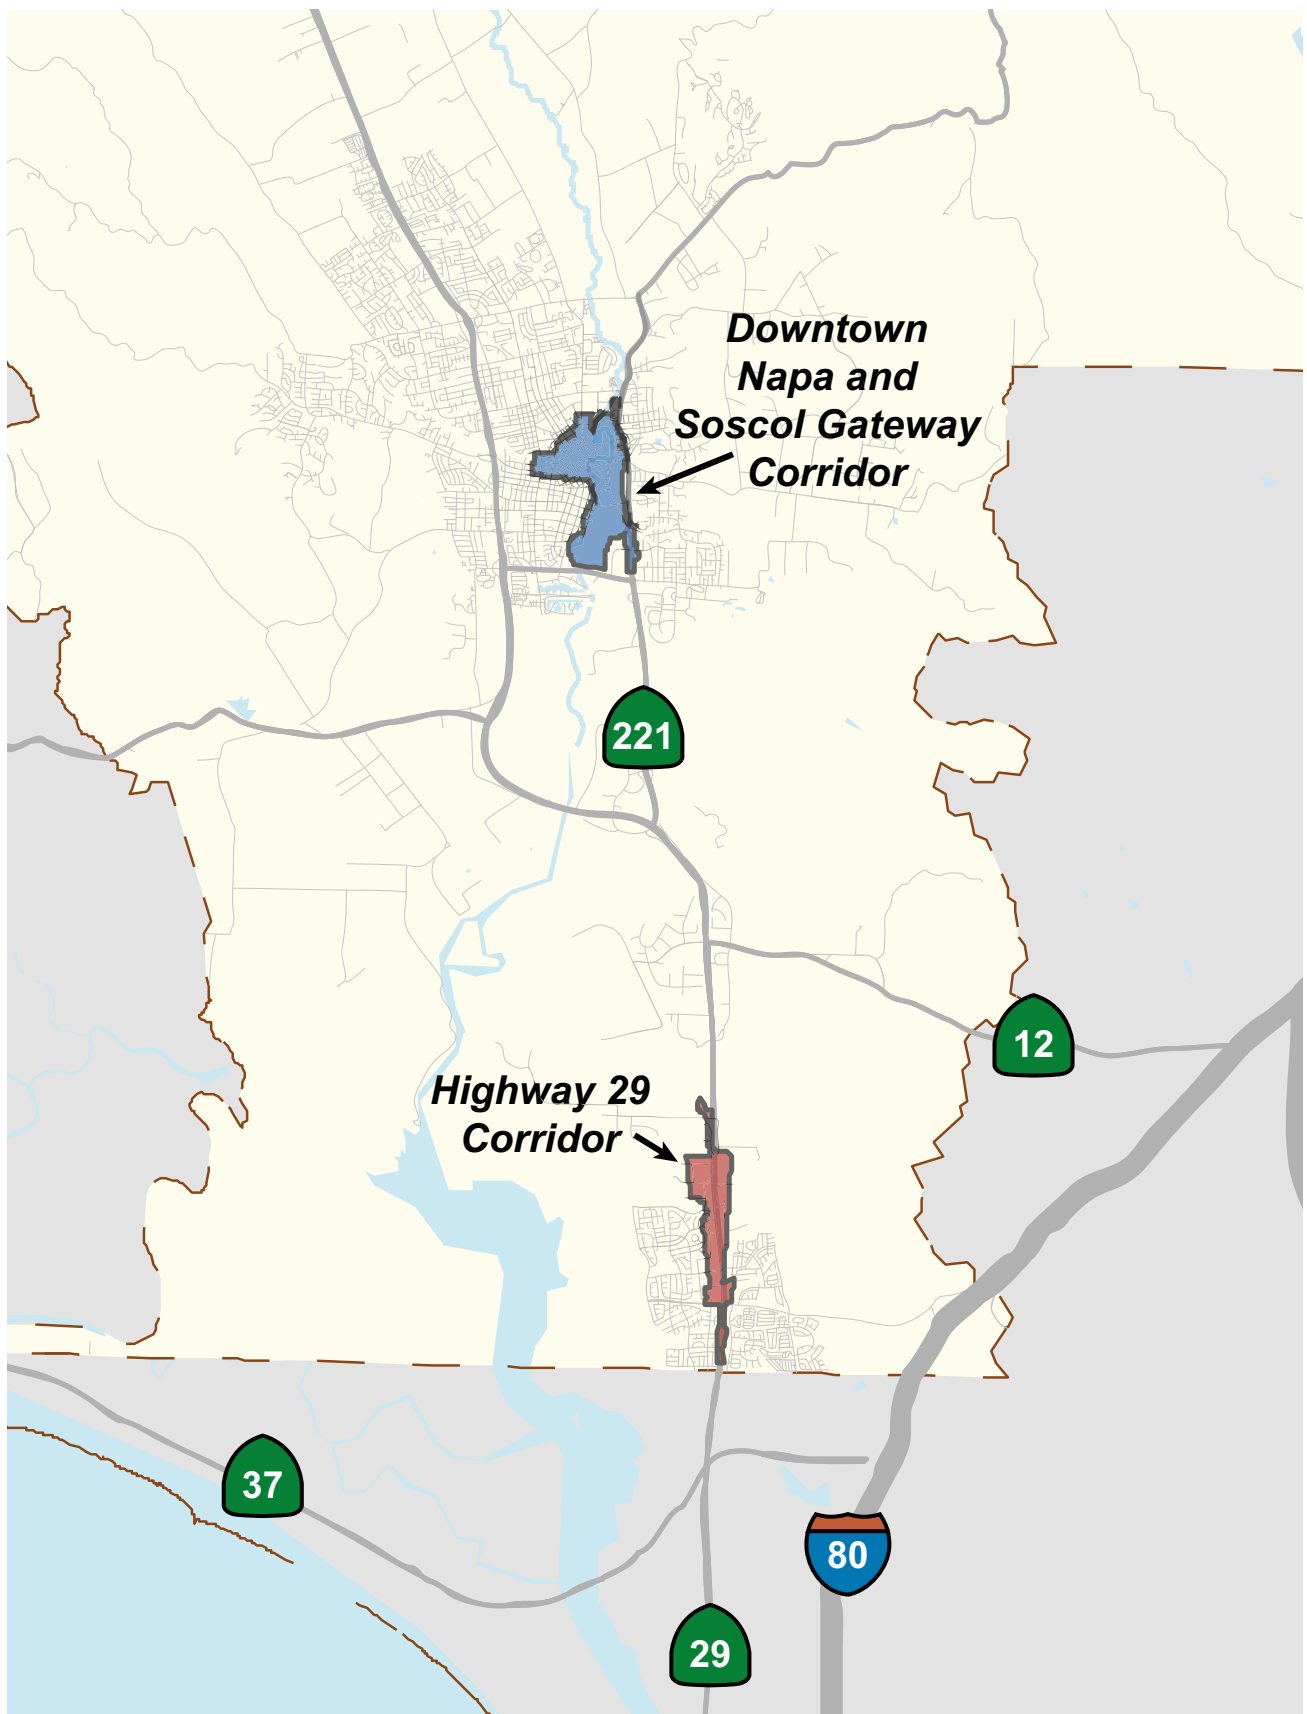 Downtown
Napa and
Soscol Gateway
Corridor
221
12
Highway 29
Corridor
37
80
29